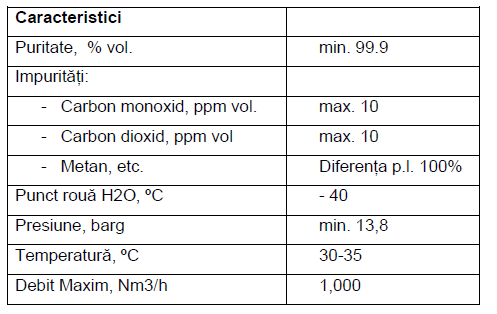 Caracteristici
Puritate, % vol. min. 99.9
Impurități:
- Carbon monoxid, ppm vol. max. 10
- Carbon dioxid, ppm vol max. 10
- Metan, etc. Diferența p.l. 100%
Punct rouă H2O, ºC - 40
Presiune, barg min. 13,8
Temperatură, ºC 30-35
Debit Maxim, Nm3/h 1,000